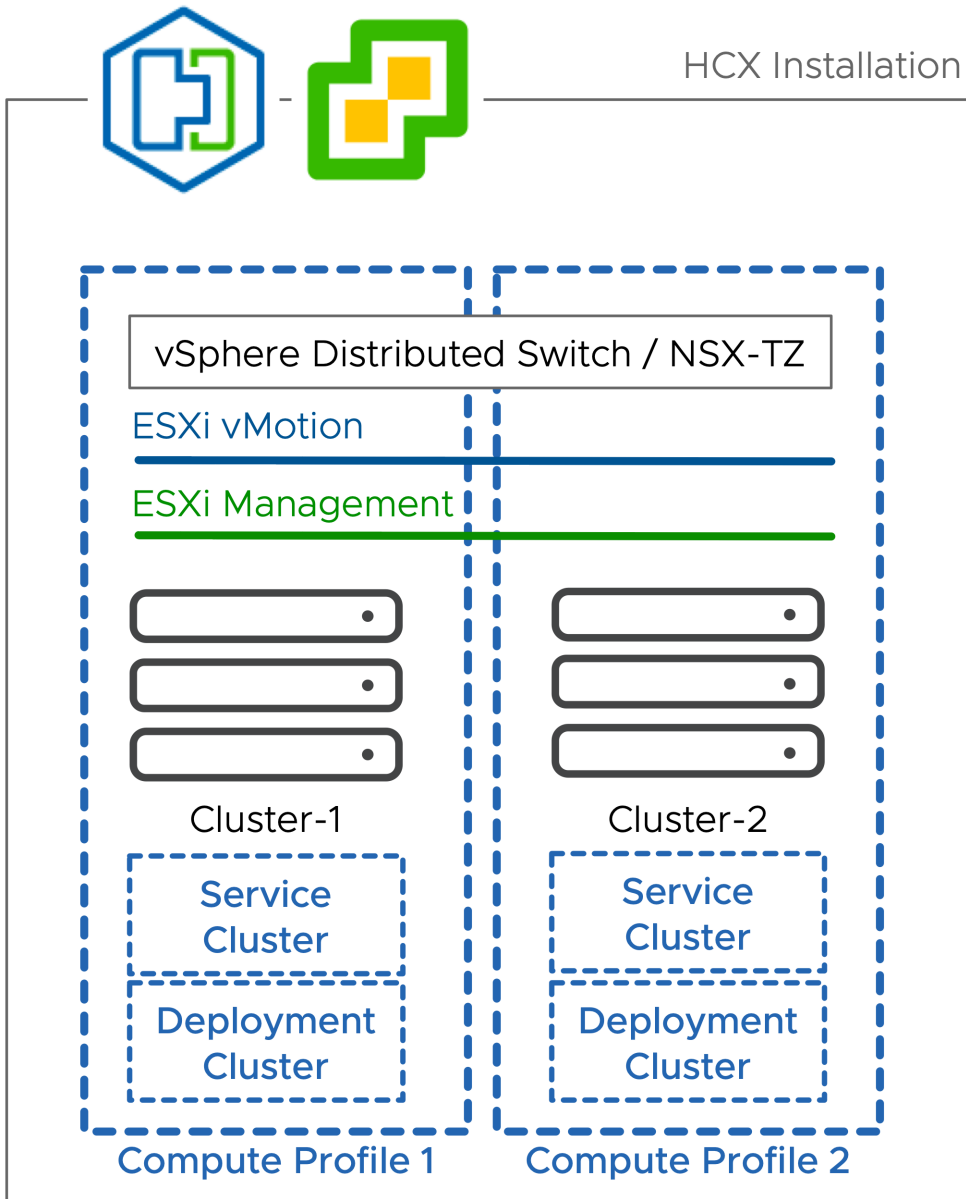 HCX Installation
vSphere Distributed Switch / NSX-TZ
ESXi vMotion
ESXi Management
Cluster-1
Cluster-2
Service
Cluster
Service
Cluster
Deployment
Cluster
Deployment
Cluster
Compute Profile 1
Compute Profile 2